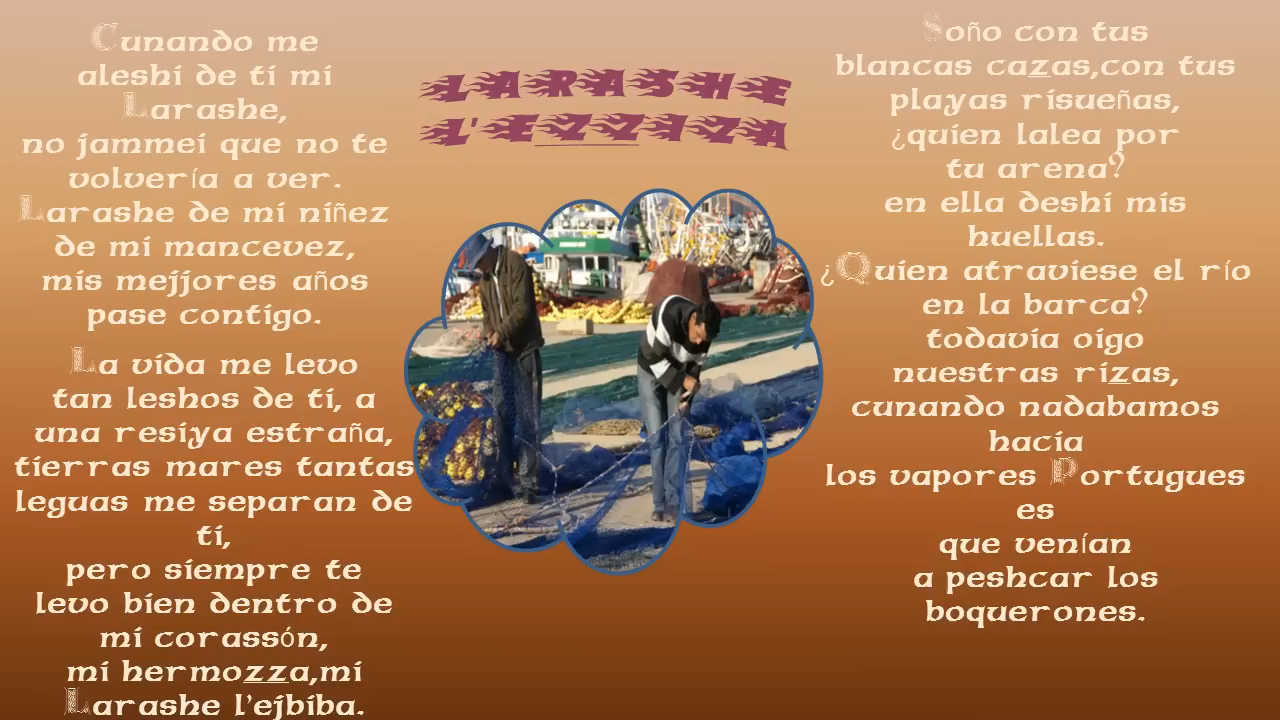 LARASHE
L'EZZIZA
Cunando me
aleshi de ti mi
Larashe,
no jammei que no te
volvería a ver.
Larashe de mi niñez
de mi mancevez,
mis mejjores años
pase contigo.
La vida me levo
tan leshos de ti, a
una resiya estraña,
tierras mares tantas
leguas me separan de
ti,
pero siempre te
levo bien dentro de
mi corassón,
mi hermozza,mi
Larashe l'ejbiba.
Soño con tus
blancas cazas,con tus
playas risueñas,
¿quien lalea por
tu arena?
en ella deshi mis
huellas.
¿Quien atraviese el río
en la barca?
todavia oigo
nuestras rizas,
cunando nadabamos
hacia
los vapores Portugues
es
que venían
a peshcar los
boquerones.